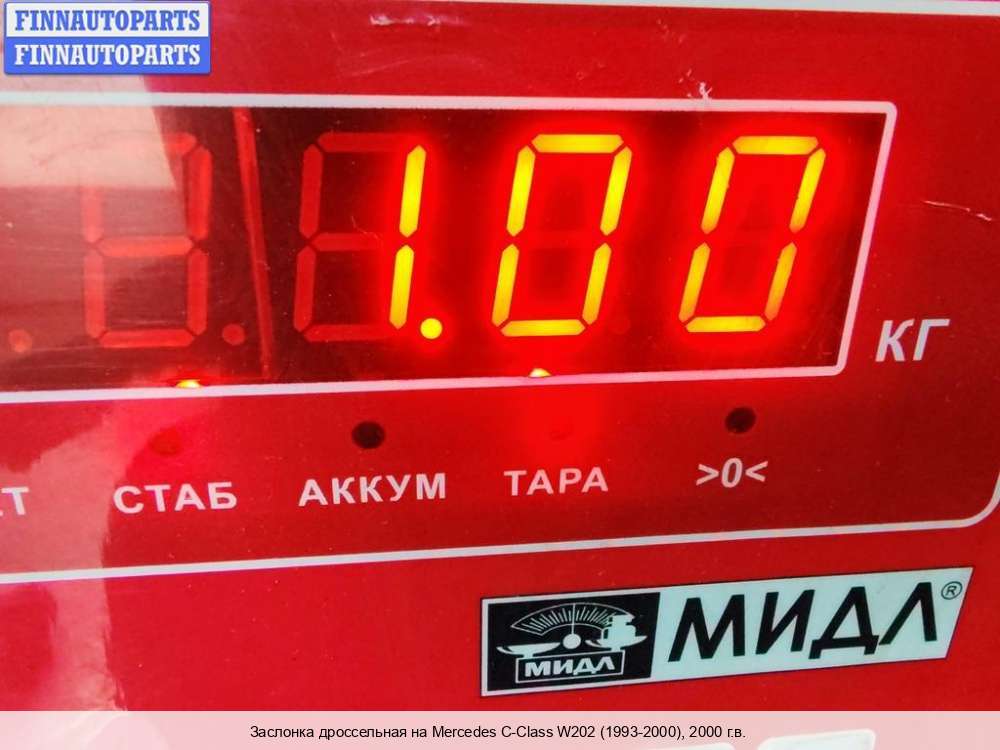 FINNAUTOPARTS
FINNAUTOPARTS
1.00
КГ
СТАБ АККУМ ТАРА >0<
МИДЛ МИДЛ®
Заслонка дроссельная на Mercedes C-Class W202 (1993-2000), 2000 г.в.